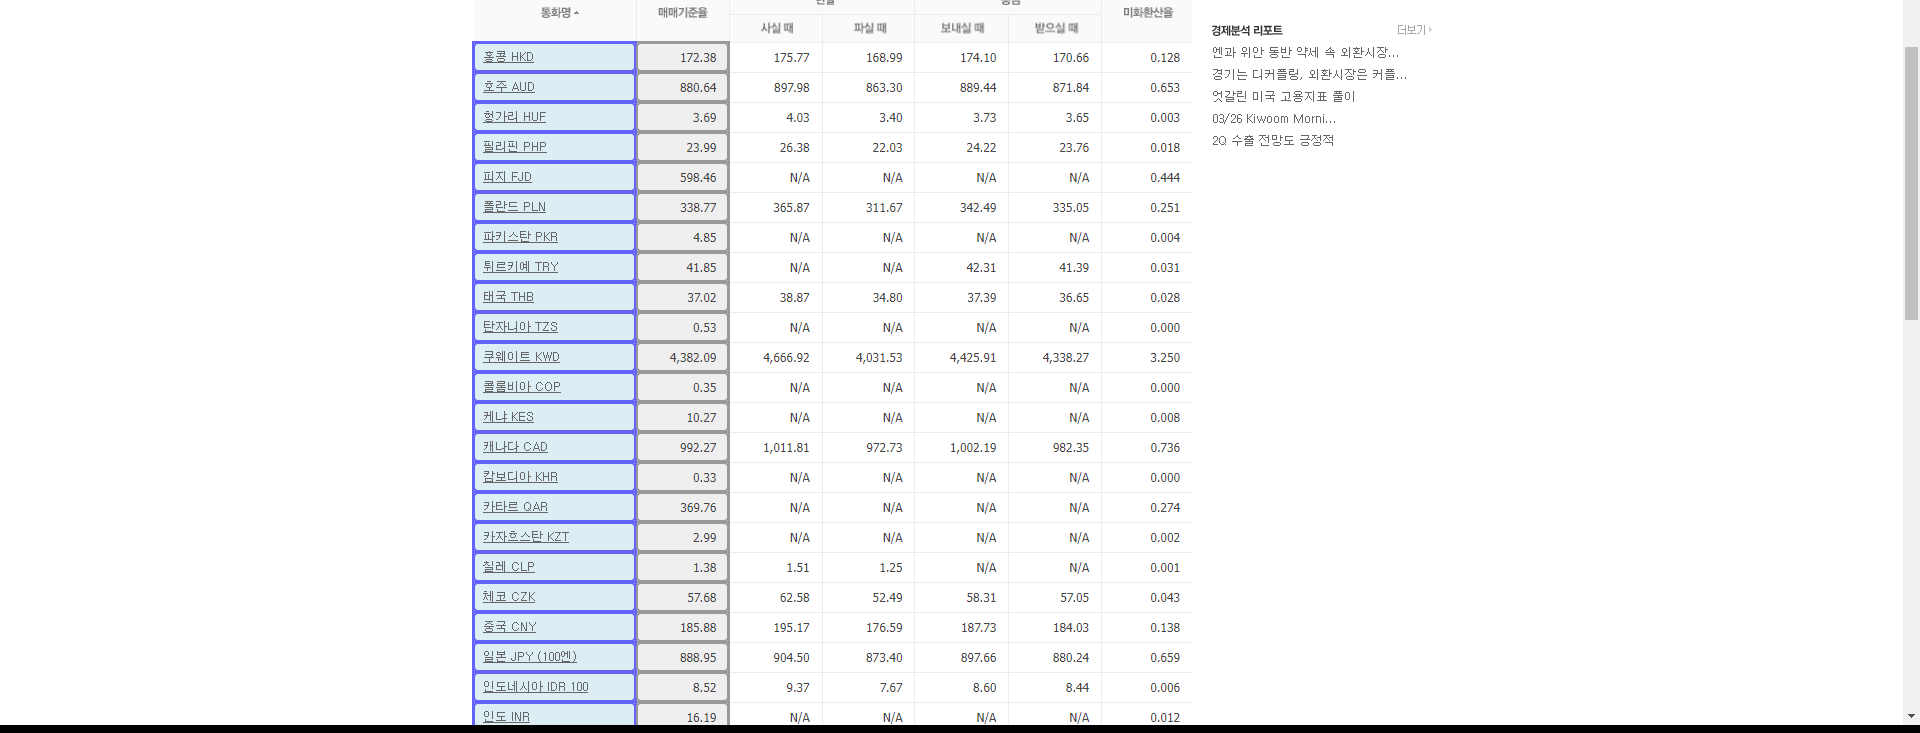 통화명 매매기준율 미화환산율
사실 때 파실 때 보내실 때 받으실 때
홍콩 HKD 172.38 175.77 168.99 174.10 170.66 0.128
호주 AUD 880.64 897.98 863.30 889.44 871.84 0.653
헝가리 HUF 3.69 4.03 3.40 3.73 3.65 0.003
필리핀 PHP 23.99 26.38 22.03 24.22 23.76 0.018
피지 FJD 598.46 N/A N/A N/A N/A 0.444
폴란드 PLN 338.77 365.87 311.67 342.49 335.05 0.251
파키스탄 PKR 4.85 N/A N/A N/A N/A 0.004
튀르키예 TRY 41.85 N/A N/A 42.31 41.39 0.031
태국 THB 37.02 38.87 34.80 37.39 36.65 0.028
탄자니아 TZS 0.53 N/A N/A N/A N/A 0.000
쿠웨이트 KWD 4,382.09 4,666.92 4,031.53 4,425.91 4,338.27 3.250
콜롬비아 COP 0.35 N/A N/A N/A N/A 0.000
케냐 KES 10.27 N/A N/A N/A N/A 0.008
캐나다 CAD 992.27 1,011.81 972.73 1,002.19 982.35 0.736
캄보디아 KHR 0.33 N/A N/A N/A N/A 0.000
카타르 QAR 369.76 N/A N/A N/A N/A 0.274
카자흐스탄 KZT 2.99 N/A N/A N/A N/A 0.002
칠레 CLP 1.38 1.51 1.25 N/A N/A 0.001
체코 CZK 57.68 62.58 52.49 58.31 57.05 0.043
중국 CNY 185.88 195.17 176.59 187.73 184.03 0.138
일본 JPY (100엔) 888.95 904.50 873.40 897.66 880.24 0.659
인도네시아 IDR 100 8.52 9.37 7.67 8.60 8.44 0.006
인도 INR 16.19 N/A N/A N/A N/A 0.012
경제분석 리포트 더보기
엔과 위안 동반 약세 속 외환시장...
경기는 디커플링, 외환시장은 커플...
엇갈린 미국 고용지표 풀이
03/26 Kiwoom Morni...
2Q 수출 전망도 긍정적